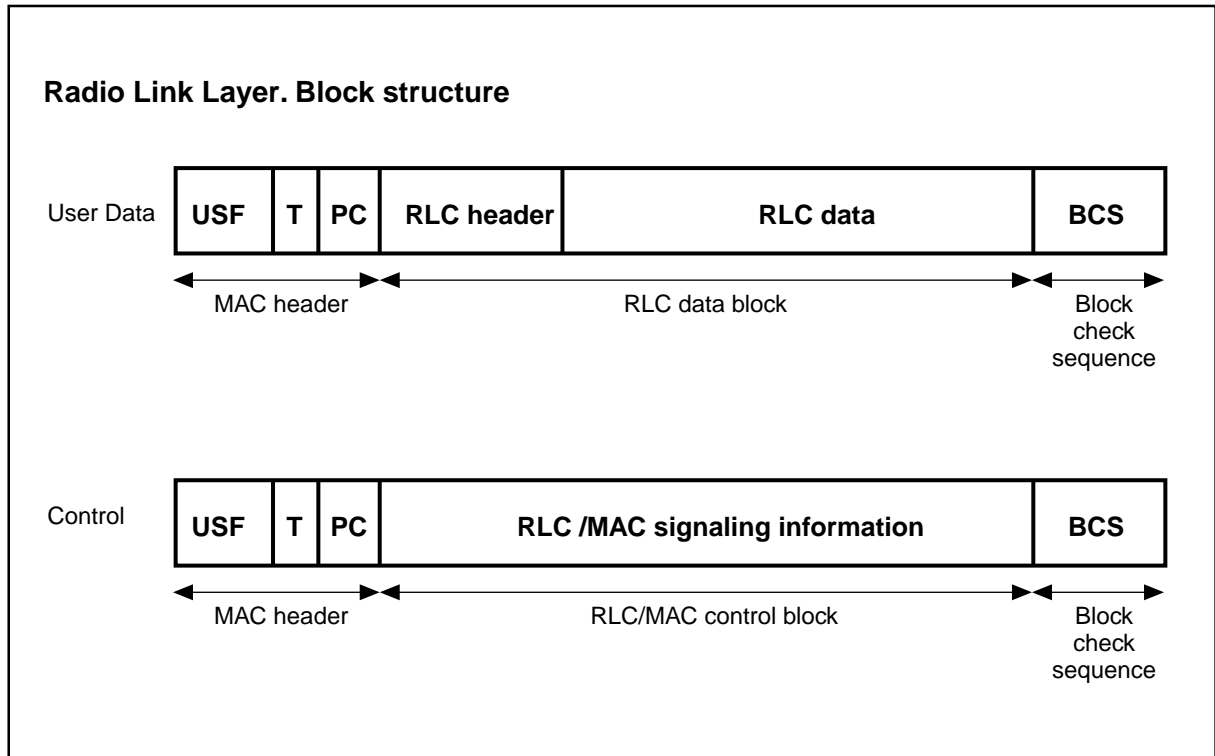 Radio Link Layer. Block structure
User Data
USF T PC RLC header RLC data BCS
MAC header RLC data block Block
check
sequence
Control
USF T PC RLC /MAC signaling information BCS
MAC header RLC/MAC control block Block
check
sequence